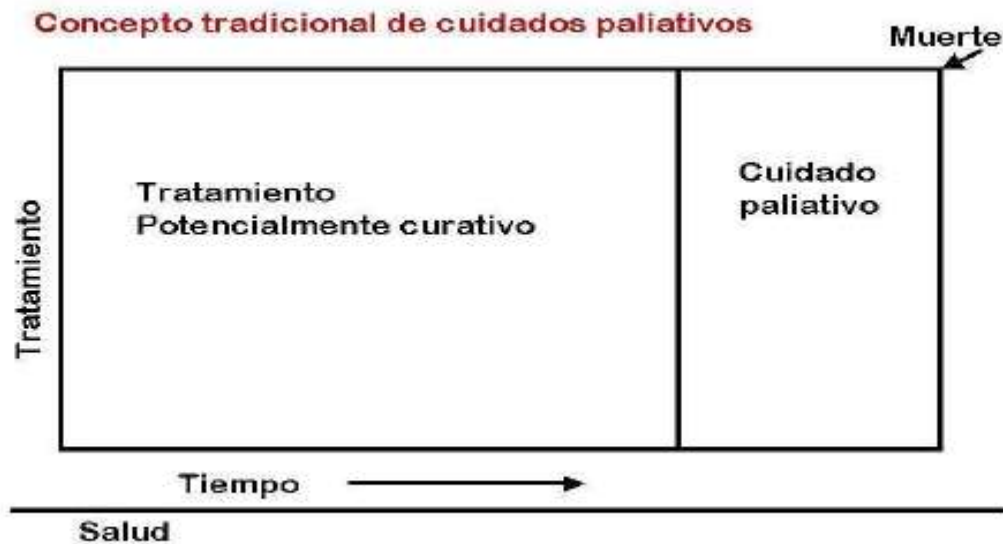 Concepto tradicional de cuidados paliativos
Muerte
Tratamiento
Tratamiento
Potencialmente curativo
Cuidado
paliativo
Tiempo
Salud